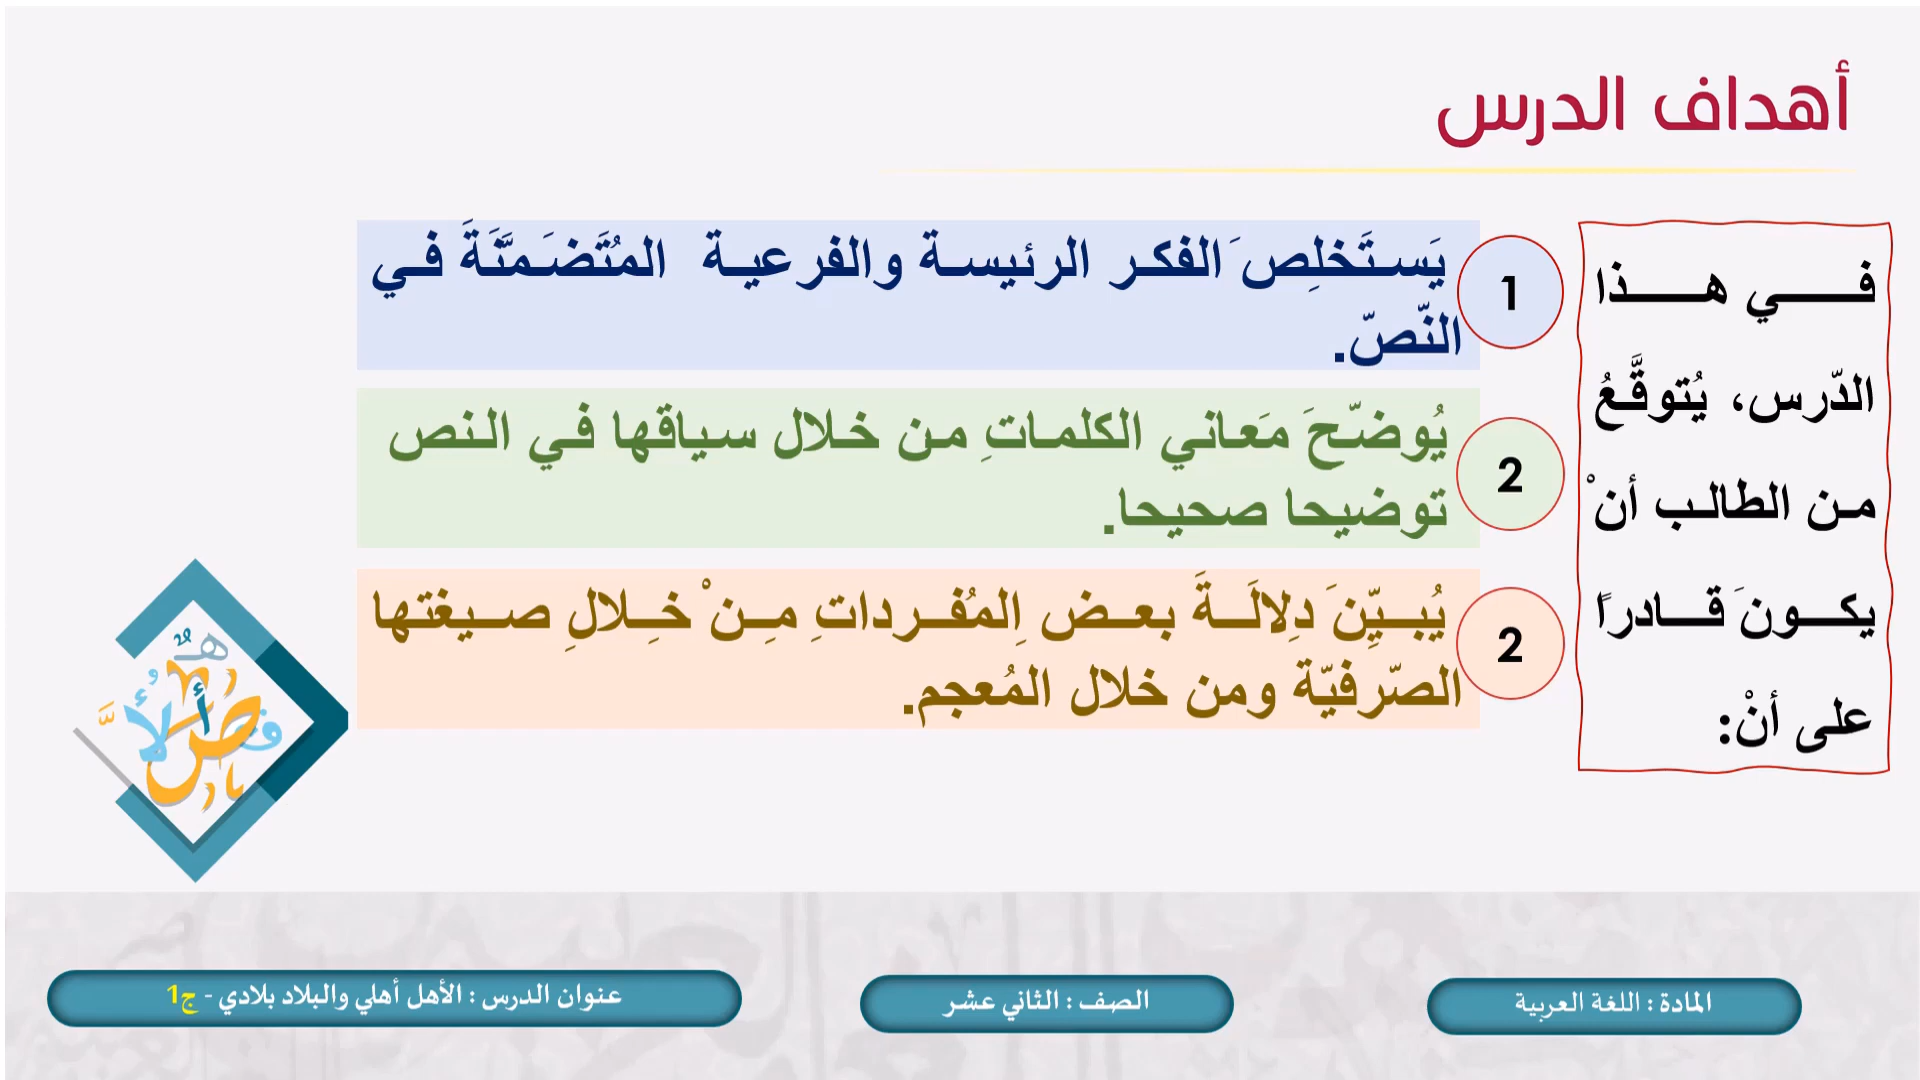 أهداف الدرس
في هذا
الدّرس، يُتوقَّعُ
من الطالب أنْ
يكونَ قادرًا
على أنْ:
1
يَستَخلِصَ الفكر الرئيسة والفرعية المُتَضَمَّنَةَ في
النّصّ.
2
يُوضّحَ مَعاني الكلماتِ من خلال سياقها في النص
توضيحا صحيحا.
2
يُبيِّنَ دِلالَةَ بعض المُفرداتِ مِنْ خِلالِ صيغتها
الصّرفيّة ومن خلال المُعجم.
المادة : اللغة العربية
الصف : الثاني عشر
عنوان الدرس : الأهل أهلي والبلاد بلادي - ج1